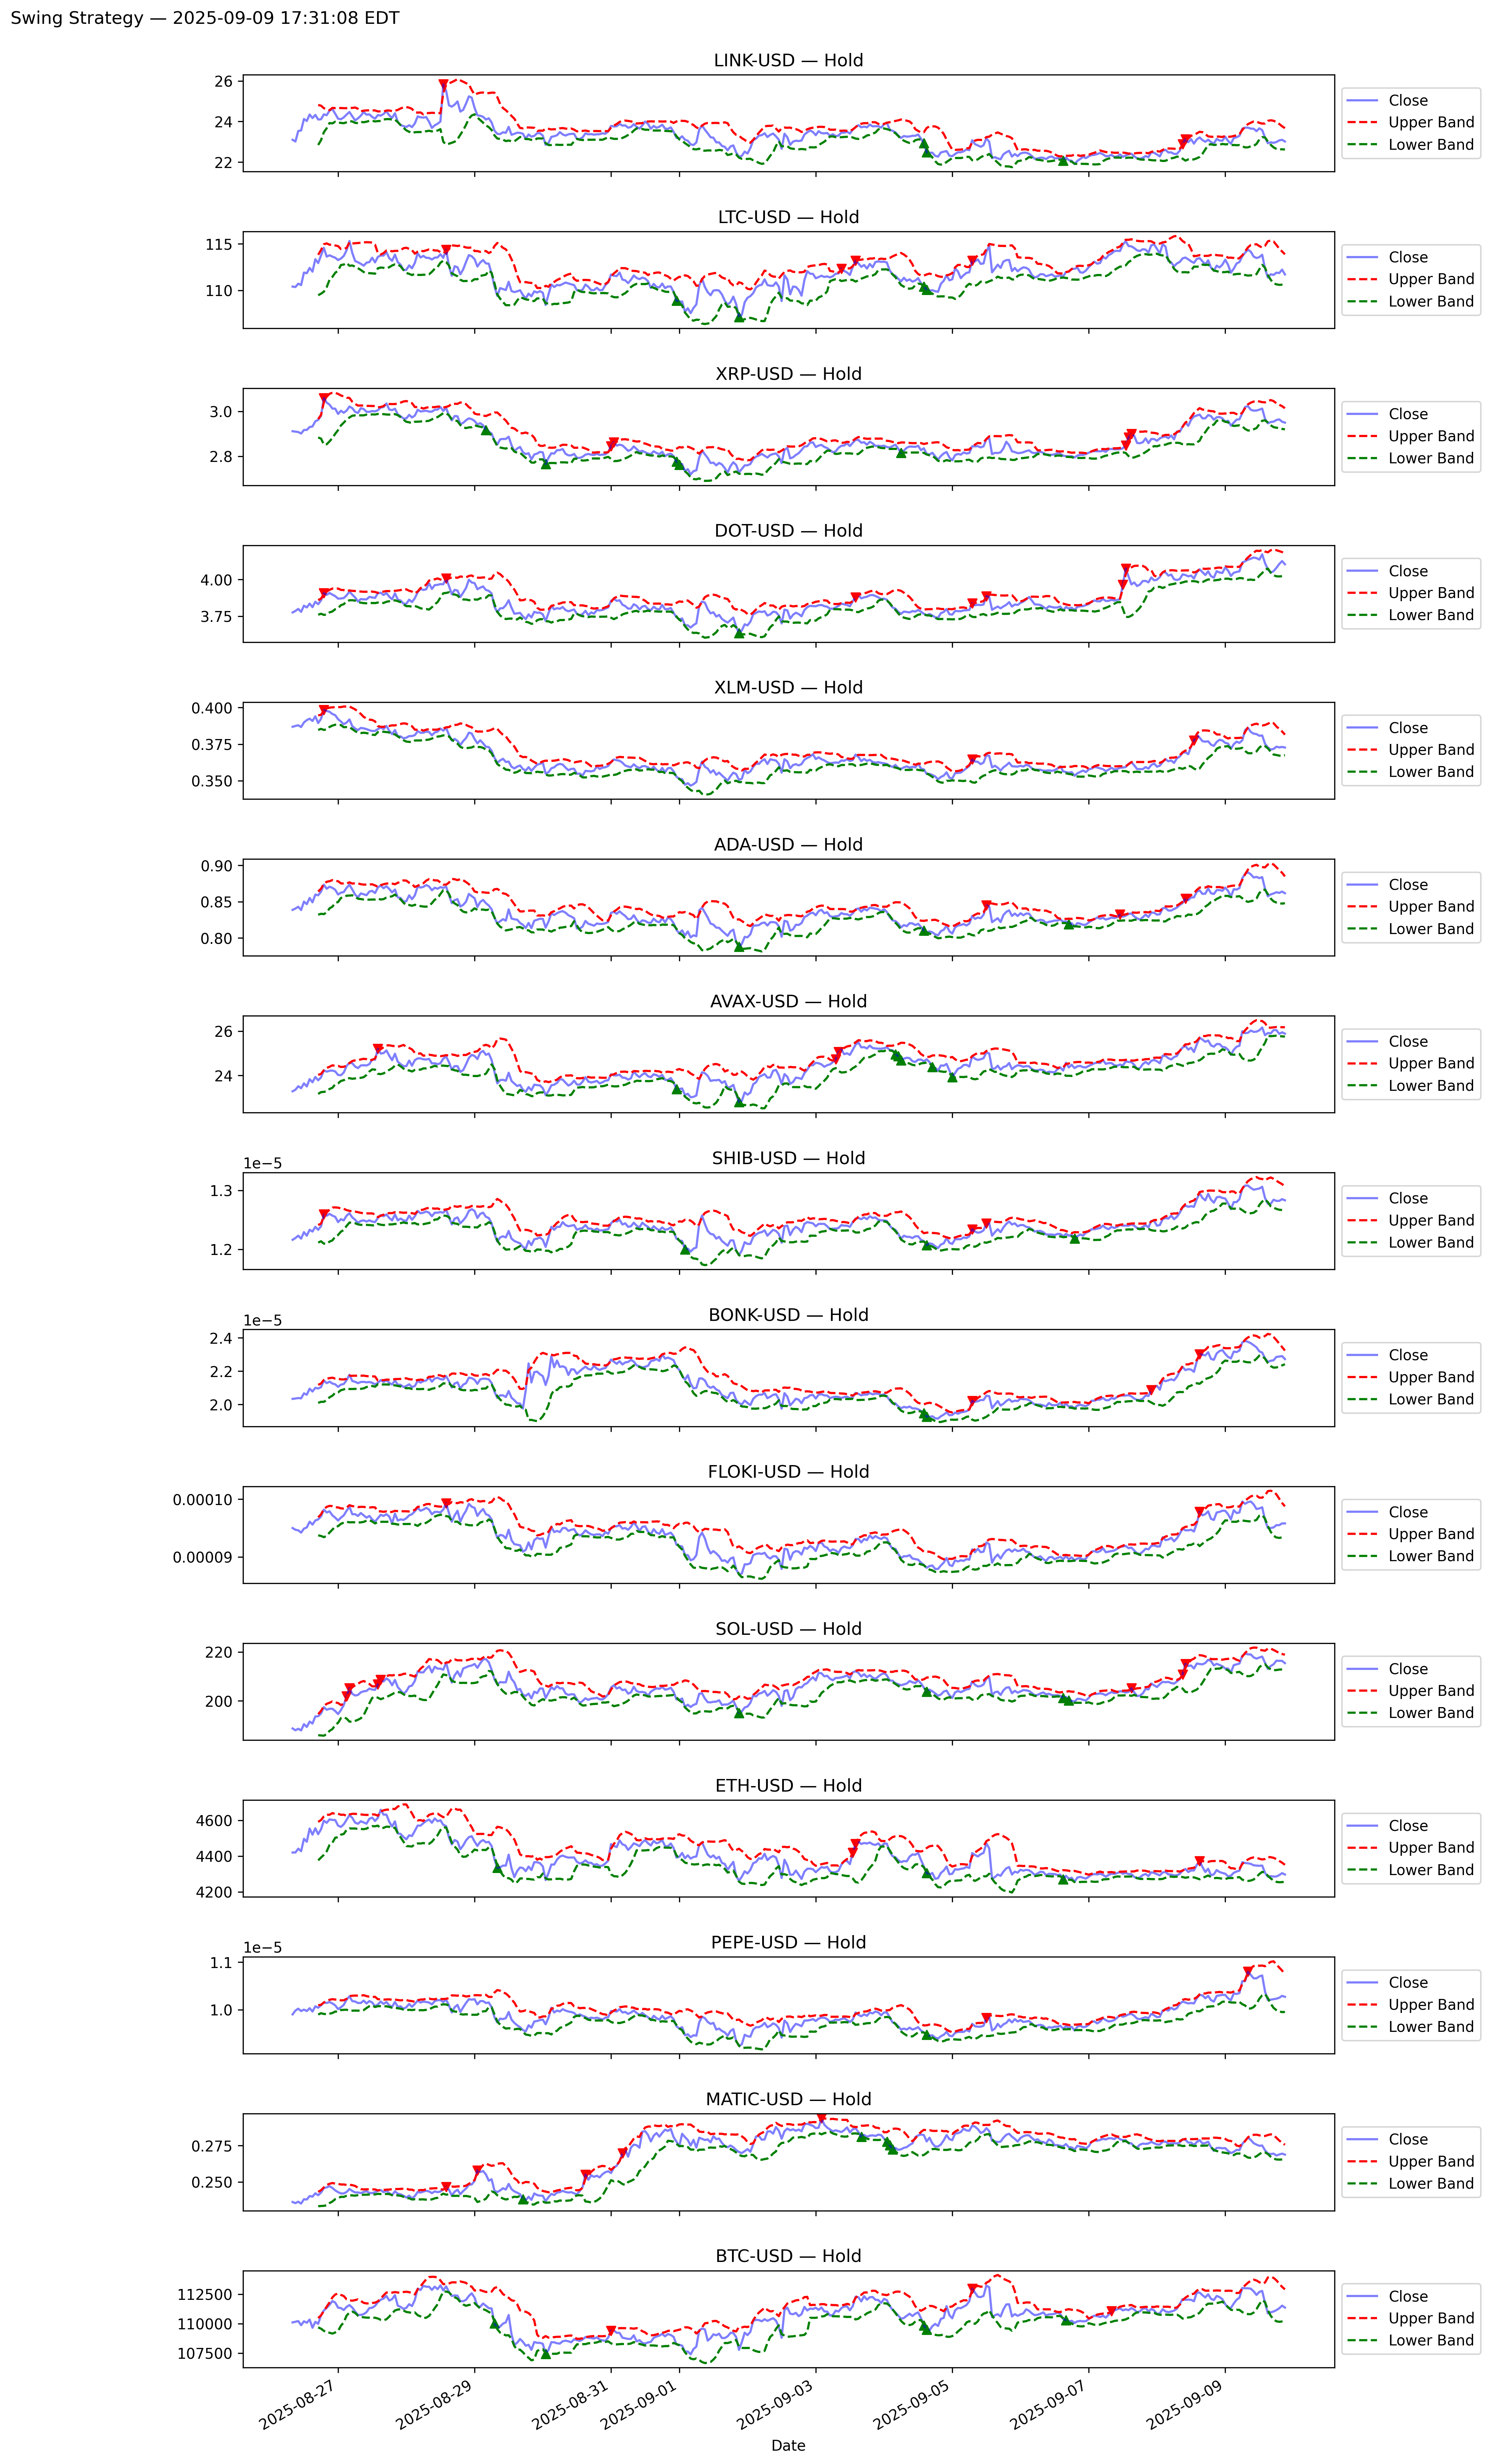 Swing Strategy — 2025-09-09 17:31:08 EDT
LINK-USD — Hold
26
24
22
Close
Upper Band
Lower Band
LTC-USD — Hold
115
110
Close
Upper Band
Lower Band
XRP-USD — Hold
3.0
2.8
Close
Upper Band
Lower Band
DOT-USD — Hold
4.00
3.75
Close
Upper Band
Lower Band
XLM-USD — Hold
0.400
0.375
0.350
Close
Upper Band
Lower Band
ADA-USD — Hold
0.90
0.85
0.80
Close
Upper Band
Lower Band
AVAX-USD — Hold
26
24
Close
Upper Band
Lower Band
SHIB-USD — Hold
1e−5
1.3
1.2
Close
Upper Band
Lower Band
BONK-USD — Hold
1e−5
2.4
2.2
2.0
Close
Upper Band
Lower Band
FLOKI-USD — Hold
0.00010
0.00009
Close
Upper Band
Lower Band
SOL-USD — Hold
220
200
Close
Upper Band
Lower Band
ETH-USD — Hold
4600
4400
4200
Close
Upper Band
Lower Band
PEPE-USD — Hold
1e−5
1.1
1.0
Close
Upper Band
Lower Band
MATIC-USD — Hold
0.275
0.250
Close
Upper Band
Lower Band
BTC-USD — Hold
112500
110000
107500
Close
Upper Band
Lower Band
2025-08-27
2025-08-29
2025-08-31
2025-09-01
2025-09-03
2025-09-05
2025-09-07
2025-09-09
Date